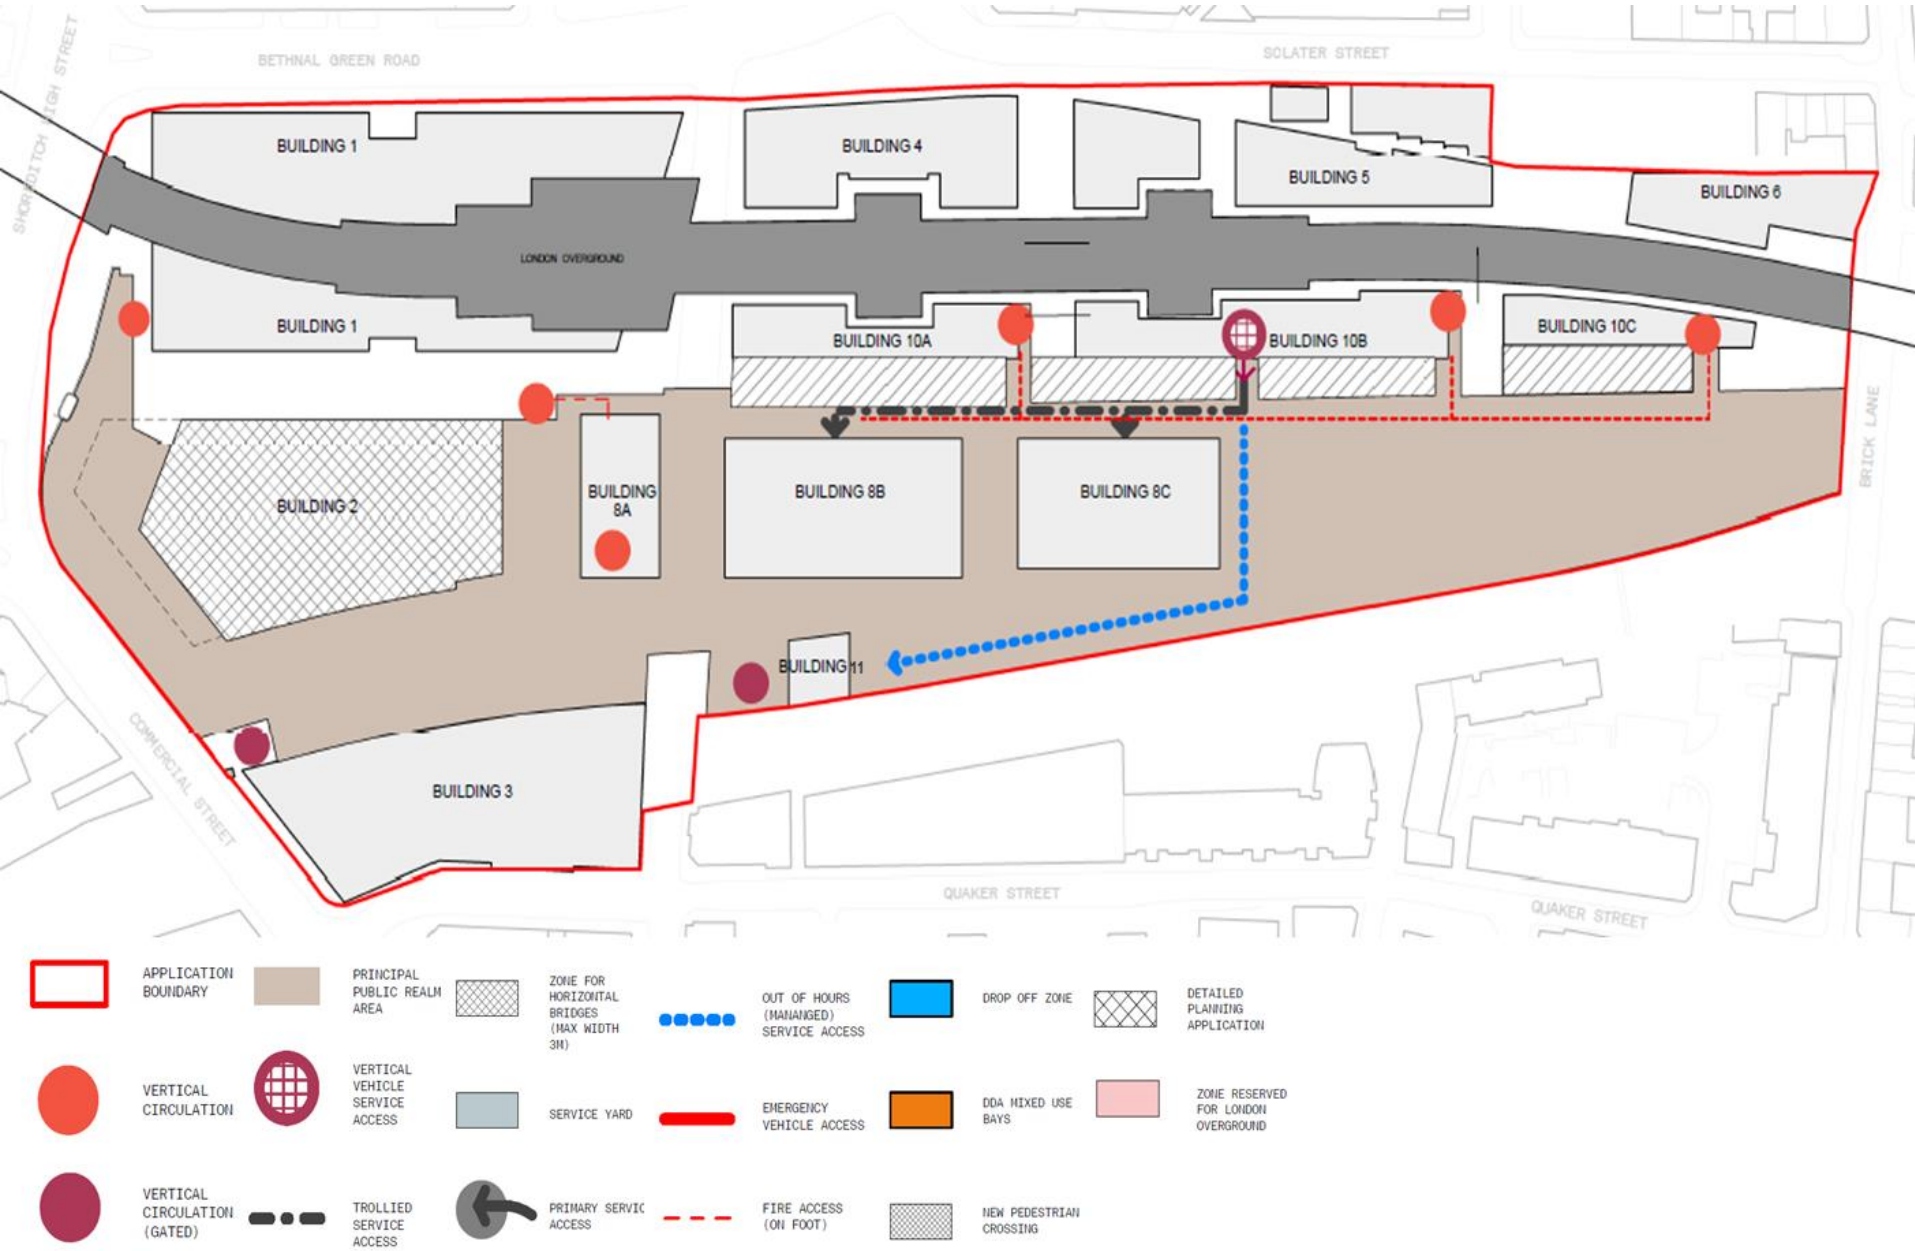 BETHNAL GREEN ROAD
SCLATER STREET
SHOREDITCH HIGH STREET
BUILDING 1
BUILDING 4
BUILDING 5
BUILDING 6
LONDON OVERGROUND
BUILDING 1
BUILDING 10A
BUILDING 10B
BUILDING 10C
BRICK LANE
BUILDING 2
BUILDING
8A
BUILDING 8B
BUILDING 8C
BUILDING 11
COMMERCIAL STREET
BUILDING 3
QUAKER STREET
QUAKER STREET
APPLICATION
BOUNDARY
PRINCIPAL
PUBLIC REALM
AREA
ZONE FOR
HORIZONTAL
BRIDGES
(MAX WIDTH
3M)
OUT OF HOURS
(MANANGED)
SERVICE ACCESS
DROP OFF ZONE
DETAILED
PLANNING
APPLICATION
VERTICAL
CIRCULATION
VERTICAL
VEHICLE
SERVICE
ACCESS
SERVICE YARD
EMERGENCY
VEHICLE ACCESS
DDA MIXED USE
BAYS
ZONE RESERVED
FOR LONDON
OVERGROUND
VERTICAL
CIRCULATION
(GATED)
TROLLIED
SERVICE
ACCESS
PRIMARY SERVIC
ACCESS
FIRE ACCESS
(ON FOOT)
NEW PEDESTRIAN
CROSSING